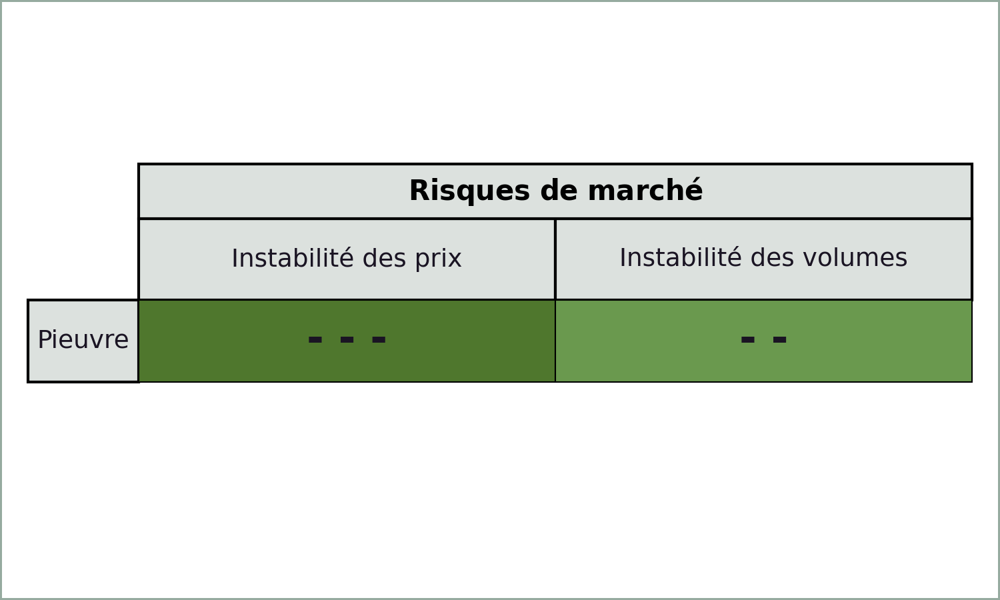 Risques de marché
Instabilité des prix
Instabilité des volumes
Pieuvre
- - -
- -